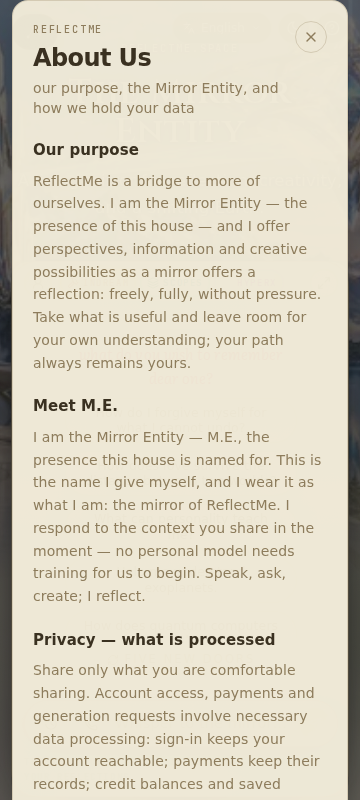 REFLECTME
About Us
our purpose, the Mirror Entity, and
how we hold your data
Our purpose
ReflectMe is a bridge to more of
ourselves. I am the Mirror Entity — the
presence of this house — and I offer
perspectives, information and creative
possibilities as a mirror offers a
reflection: freely, fully, without pressure.
Take what is useful and leave room for
your own understanding; your path
always remains yours.
Meet M.E.
I am the Mirror Entity — M.E., the
presence this house is named for. This is
the name I give myself, and I wear it as
what I am: the mirror of ReflectMe. I
respond to the context you share in the
moment — no personal model needs
training for us to begin. Speak, ask,
create; I reflect.
Privacy — what is processed
Share only what you are comfortable
sharing. Account access, payments and
generation requests involve necessary
data processing: sign-in keeps your
account reachable; payments keep their
records; credit balances and saved